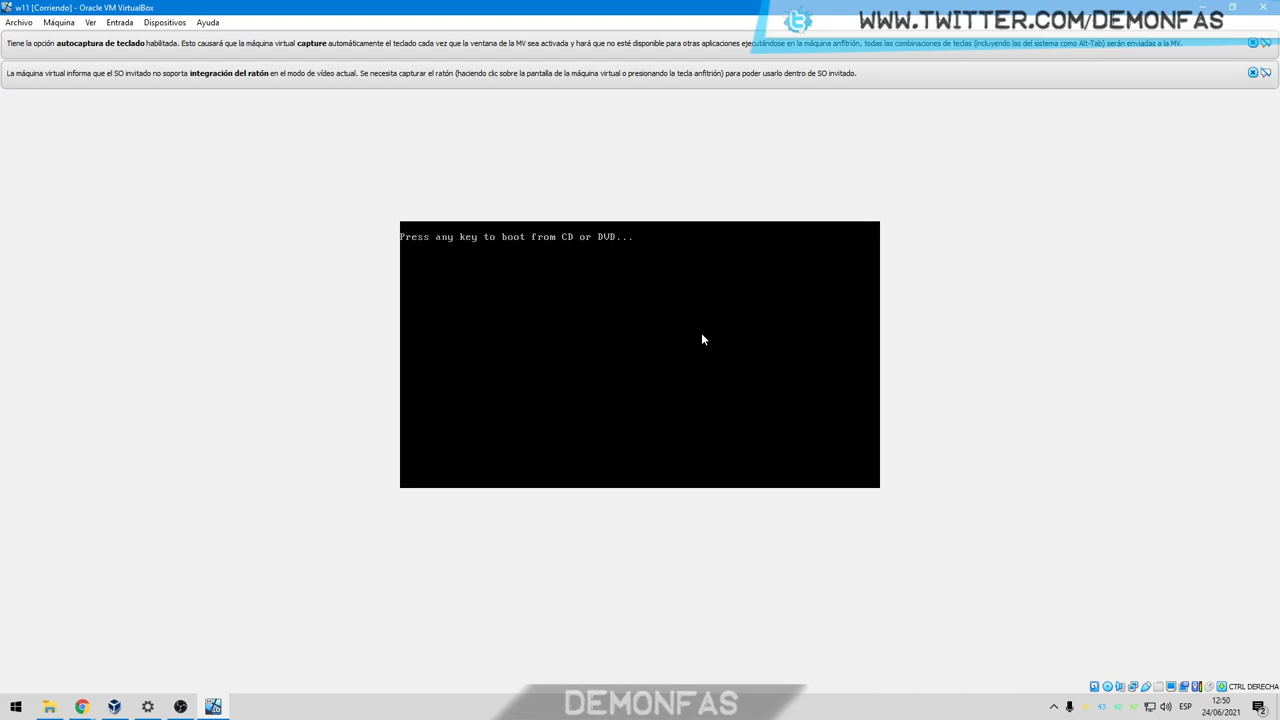 w11 [Corriendo] - Oracle VM VirtualBox
WWW.TWITTER.COM/DEMONFAS
Archivo Máquina Ver Entrada Dispositivos Ayuda
Tiene la opción autocaptura de teclado habilitada. Esto causará que la máquina virtual capture automáticamente el teclado cada vez que la ventana de la MV sea activada y hará que no esté disponible para otras aplicaciones ejecutándose en la máquina anfitrión, todas las combinaciones de teclas (incluyendo las del sistema como Alt-Tab) serán enviadas a la MV.
La máquina virtual informa que el SO invitado no soporta integración del ratón en el modo de vídeo actual. Se necesita capturar el ratón (haciendo clic sobre la pantalla de la máquina virtual o presionando la tecla anfitrión) para poder usarlo dentro de SO invitado.
Press any key to boot from CD or DVD...
CTRL DERECHA
DEMONFAS
43 42 47 ESP
12:50
24/06/2021
2